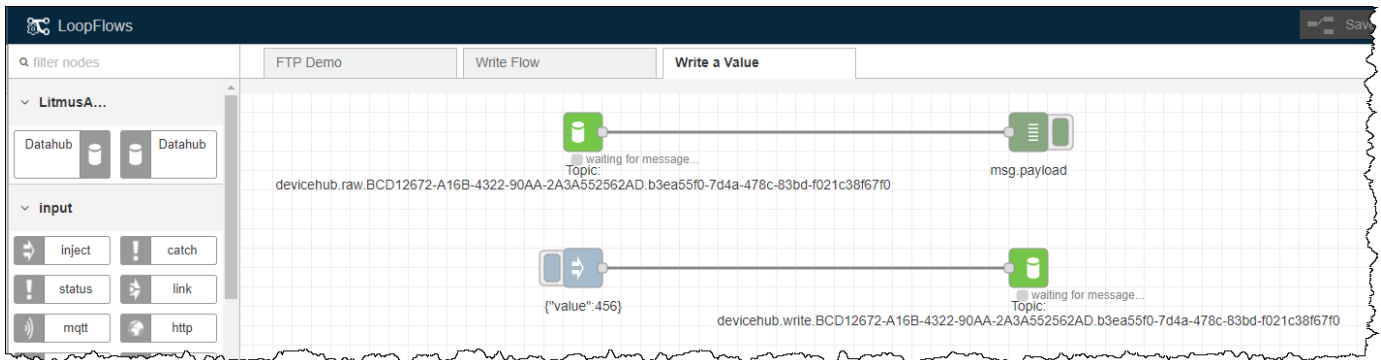 LoopFlows
Save
filter nodes
FTP Demo
Write Flow
Write a Value
LitmusA...
Datahub
Datahub
input
inject
catch
status
link
mqtt
http
waiting for message...
Topic:
devicehub.raw.BCD12672-A16B-4322-90AA-2A3A552562AD.b3ea55f0-7d4a-478c-83bd-f021c38f67f0
msg.payload
{"value":456}
waiting for message...
Topic:
devicehub.write.BCD12672-A16B-4322-90AA-2A3A552562AD.b3ea55f0-7d4a-478c-83bd-f021c38f67f0